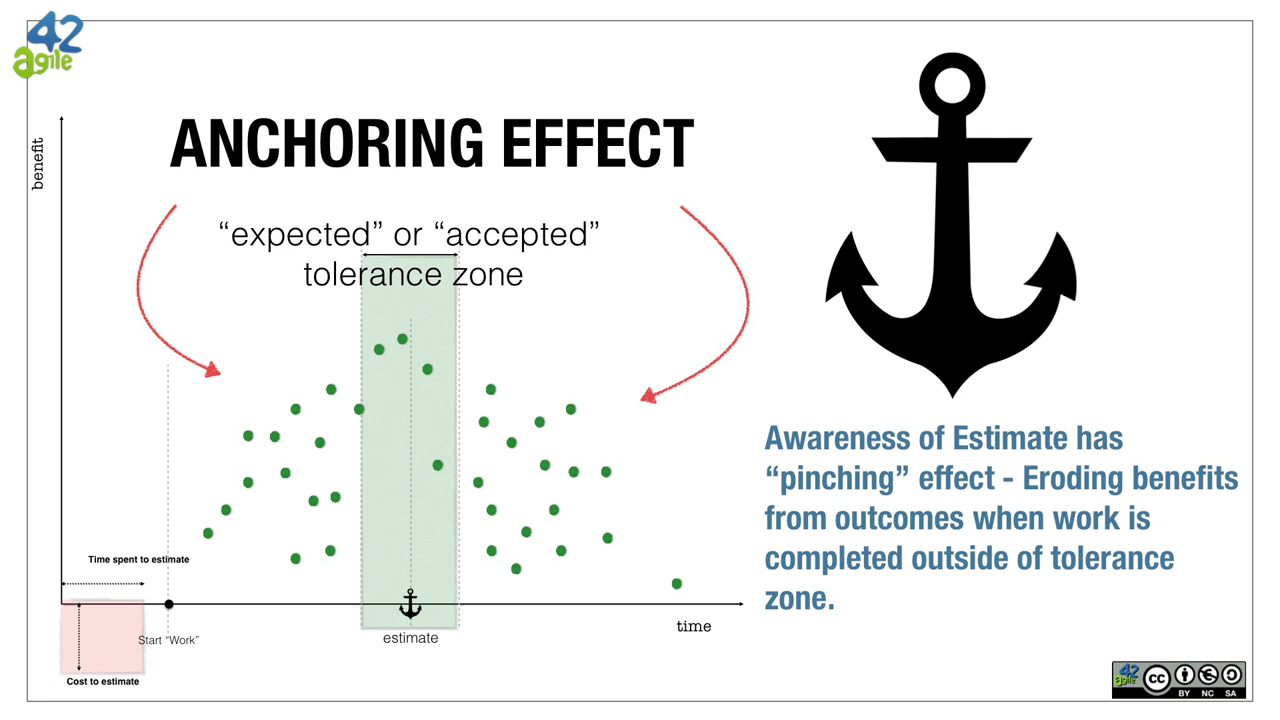 42
agile
ANCHORING EFFECT
benefit
“expected” or “accepted”
tolerance zone
Awareness of Estimate has
“pinching” effect - Eroding benefits
from outcomes when work is
completed outside of tolerance
zone.
Time spent to estimate
Start “Work”
estimate
time
Cost to estimate
42
agile
cc
BY NC SA